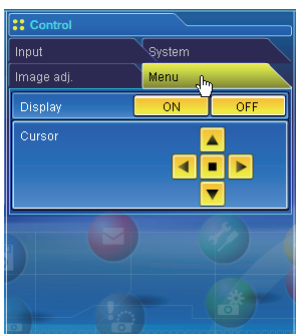 Control
Input System
Image adj. Menu
Display ON OFF
Cursor